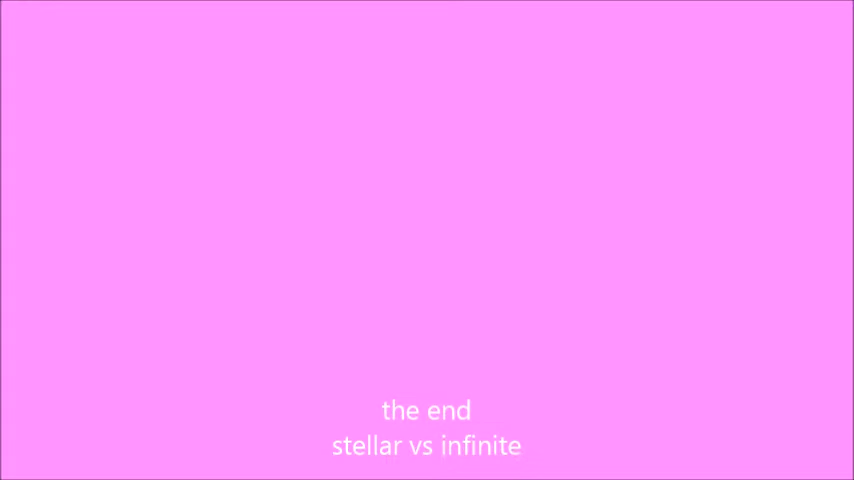 the end
stellar vs infinite